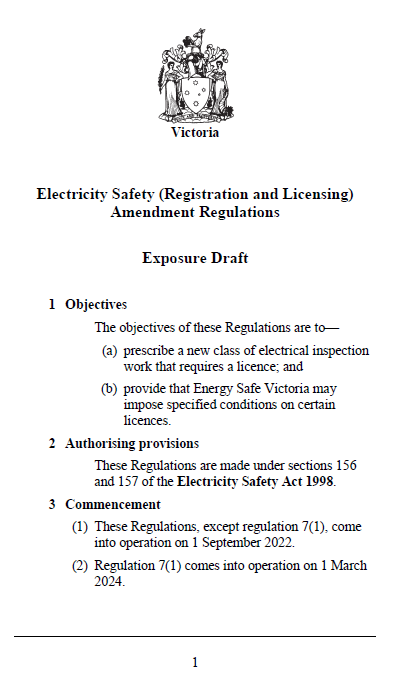 Victoria
Electricity Safety (Registration and Licensing)
Amendment Regulations
Exposure Draft
1 Objectives
The objectives of these Regulations are to—
(a) prescribe a new class of electrical inspection
work that requires a licence; and
(b) provide that Energy Safe Victoria may
impose specified conditions on certain
licences.
2 Authorising provisions
These Regulations are made under sections 156
and 157 of the Electricity Safety Act 1998.
3 Commencement
(1) These Regulations, except regulation 7(1), come
into operation on 1 September 2022.
(2) Regulation 7(1) comes into operation on 1 March
2024.
1